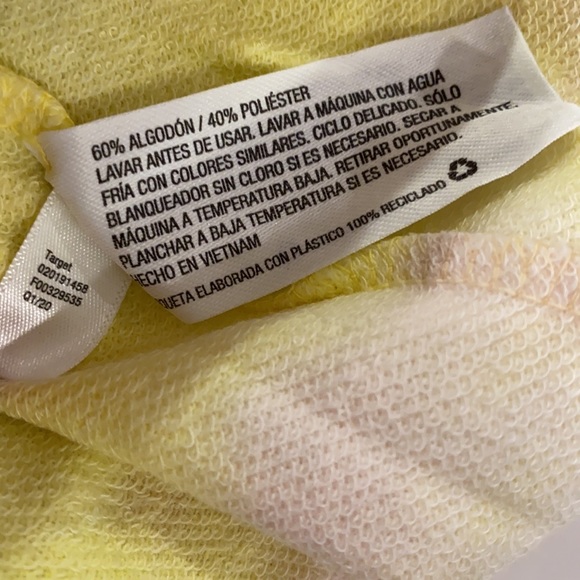 60% ALGODÓN / 40% POLIÉSTER
LAVAR ANTES DE USAR. LAVAR A MÁQUINA CON AGUA
FRÍA CON COLORES SIMILARES. CICLO DELICADO. SÓLO
BLANQUEADOR SIN CLORO SI ES NECESARIO. SECAR A
MÁQUINA A TEMPERATURA BAJA. RETIRAR OPORTUNAMENTE.
PLANCHAR A BAJA TEMPERATURA SI ES NECESARIO.
HECHO EN VIETNAM
ELABORADA CON PLÁSTICO 100% RECICLADO
Target
020191458
F00329535
Q1/20